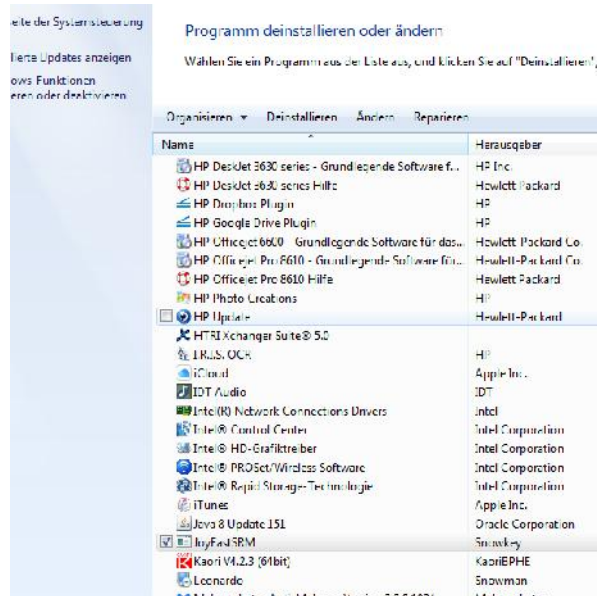 seite der Systemsteuerung
Programm deinstallieren oder ändern
llierte Updates anzeigen
Wählen Sie ein Programm aus der Liste aus, und klicken Sie auf "Deinstallieren",
ows-Funktionen
eren oder deaktivieren
Organisieren Deinstallieren Ändern Reparieren
Name Herausgeber
HP DeskJet 3630 series - Grundlegende Software f... HP Inc.
HP DeskJet 3630 series Hilfe Hewlett Packard
HP Dropbox Plugin HP
HP Google Drive Plugin HP
HP Officejet 6600 - Grundlegende Software für das... Hewlett-Packard Co.
HP Officejet Pro 8610 - Grundlegende Software für... Hewlett-Packard Co.
HP Officejet Pro 8610 Hilfe Hewlett Packard
HP Photo Creations HP
HP Update Hewlett-Packard
HTRI Xchanger Suite® 5.0
I.R.I.S. OCR HP
iCloud Apple Inc.
IDT Audio IDT
Intel(R) Network Connections Drivers Intel
Intel® Control Center Intel Corporation
Intel® HD-Grafiktreiber Intel Corporation
Intel® PROSet/Wireless Software Intel Corporation
Intel® Rapid-Storage-Technologie Intel Corporation
iTunes Apple Inc.
Java 8 Update 151 Oracle Corporation
JoyFastSRM Snowkey
Kaori V4.2.3 (64bit) KaoriBPHE
Leonardo Snowman